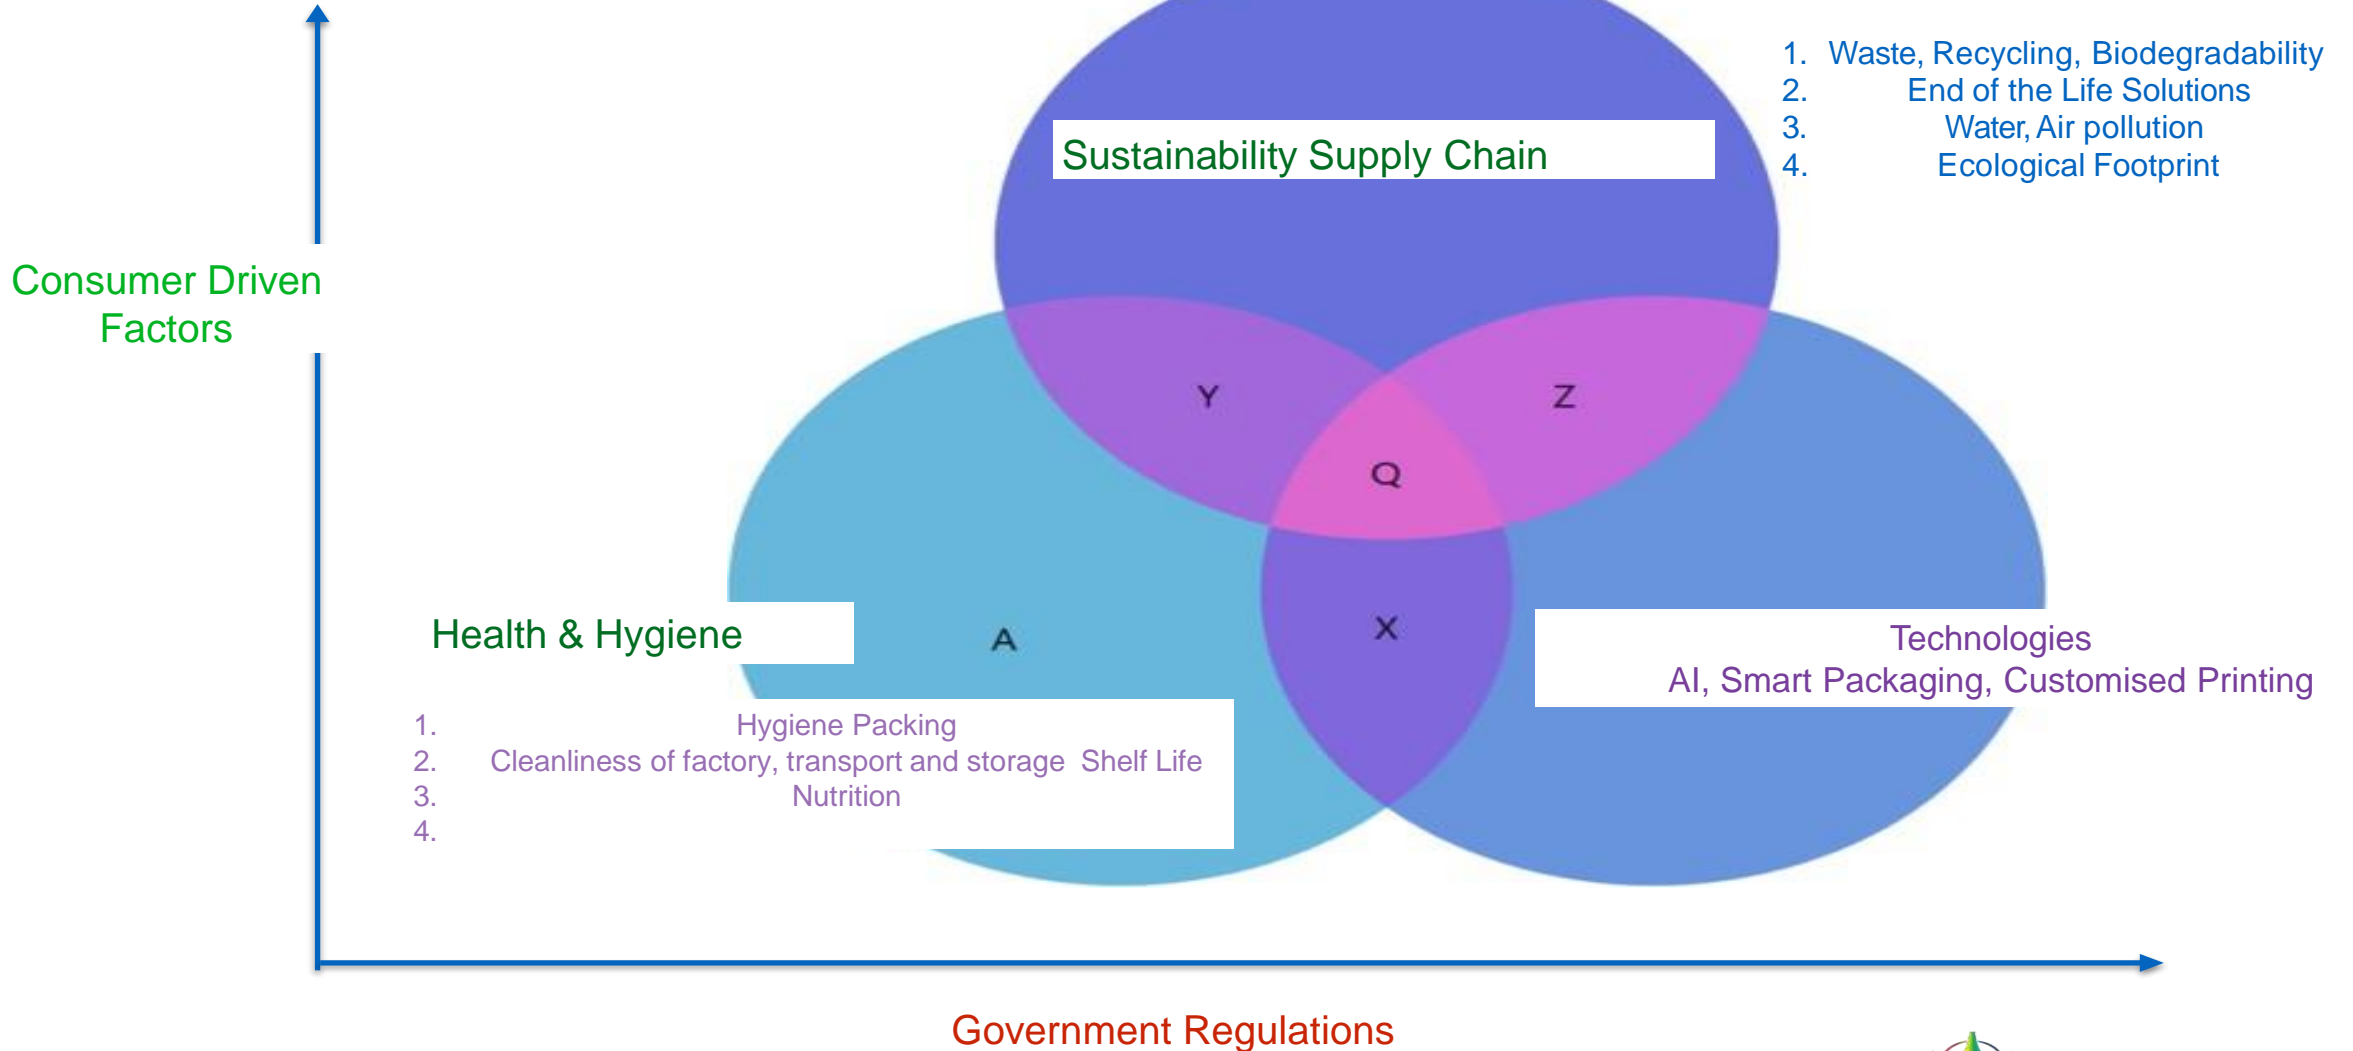 1. Waste, Recycling, Biodegradability
2. End of the Life Solutions
3. Water, Air pollution
4. Ecological Footprint
Sustainability Supply Chain
Consumer Driven
Factors
Y
Z
Q
Health & Hygiene
A
X
Technologies
AI, Smart Packaging, Customised Printing
1. Hygiene Packing
2. Cleanliness of factory, transport and storage Shelf Life
3. Nutrition
4.
Government Regulations